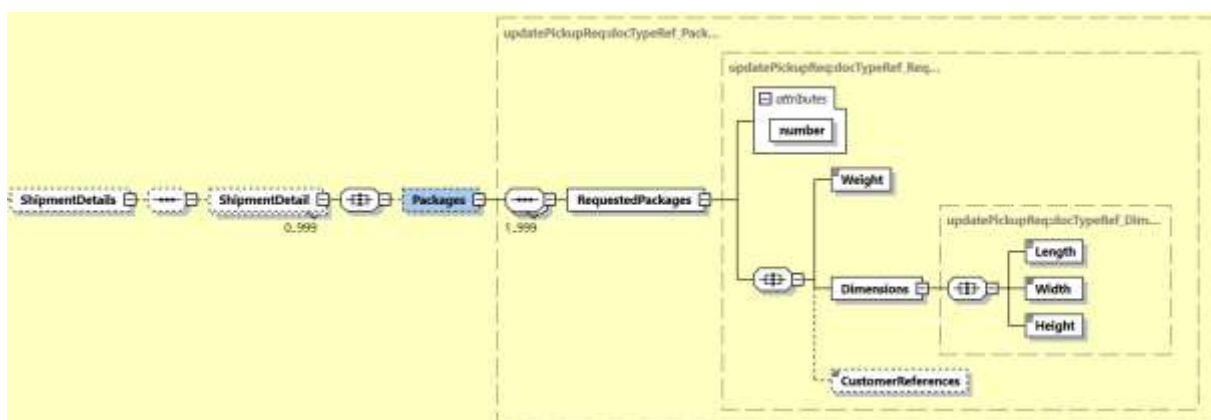 updatePickupReq:docTypeRef_Pack...
updatePickupReq:docTypeRef_Req...
attributes
number
Weight
ShipmentDetails
ShipmentDetail
Packages
RequestedPackages
0..999
1..999
updatePickupReq:docTypeRef_Dim...
Length
Dimensions
Width
Height
CustomerReferences